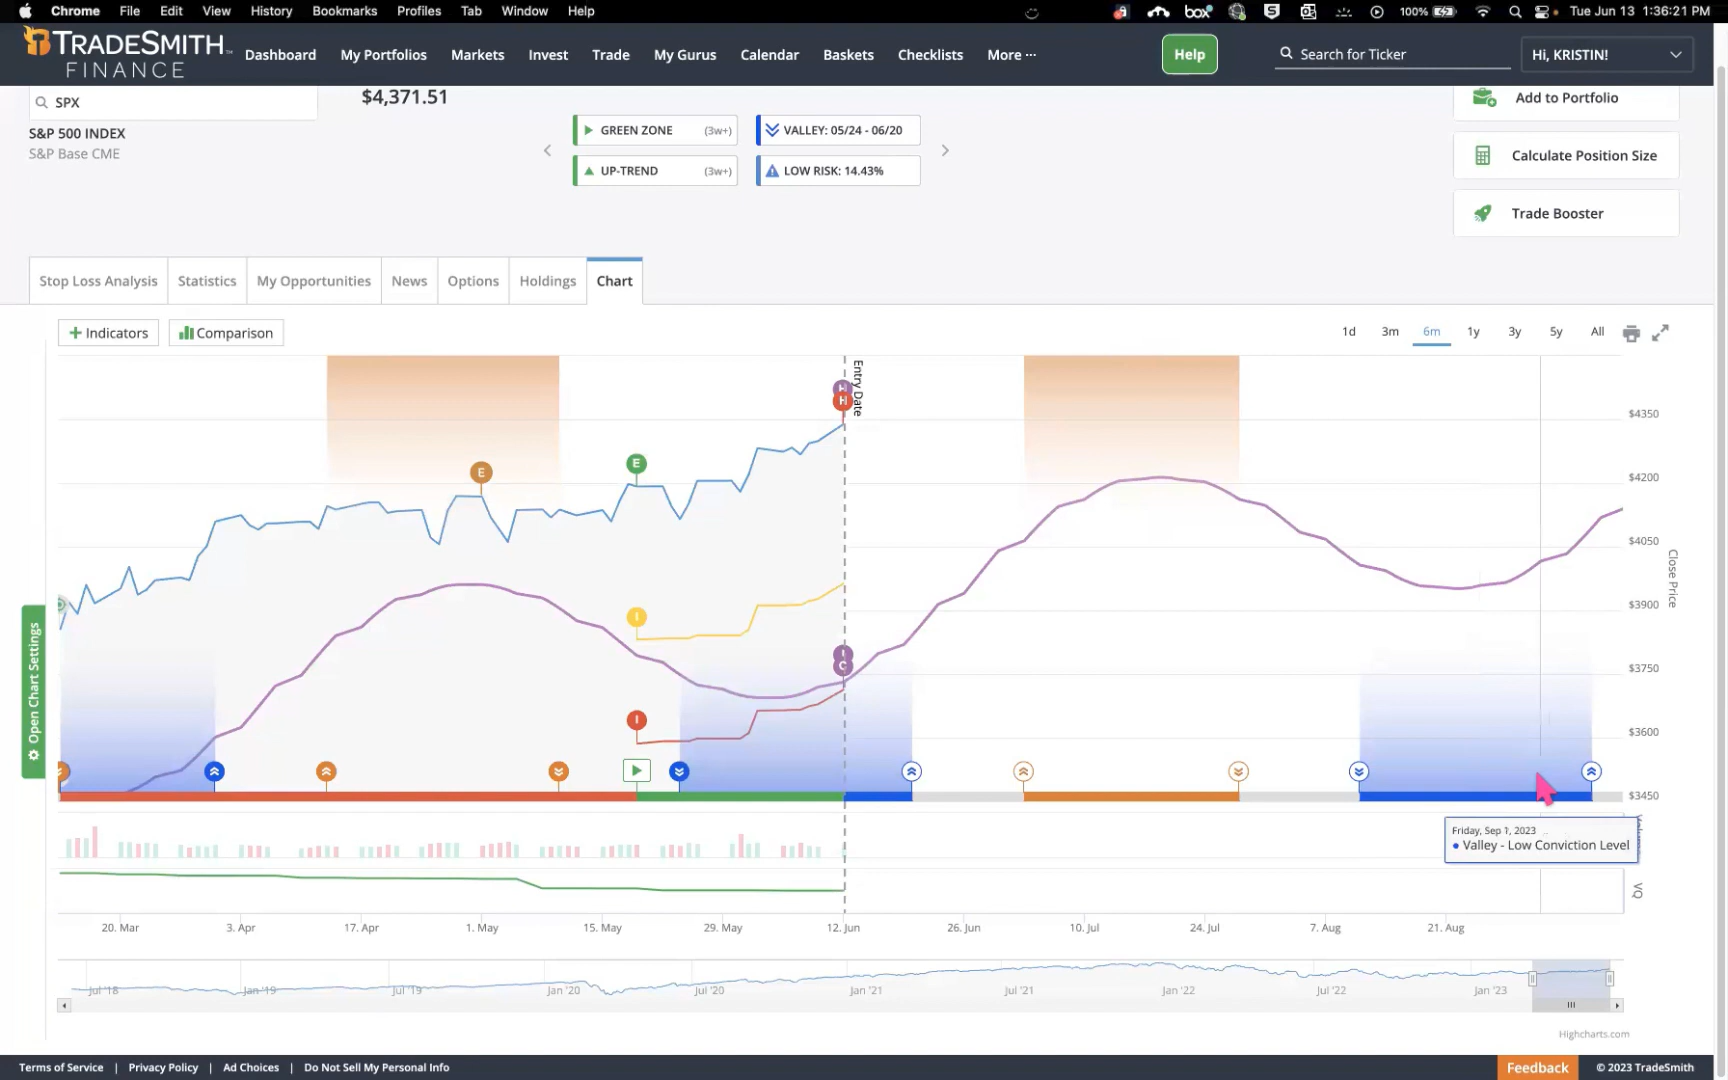 Chrome File Edit View History Bookmarks Profiles Tab Window Help
box 100% Tue Jun 13 1:36:21 PM
TRADESMITH
FINANCE
Dashboard My Portfolios Markets Invest Trade My Gurus Calendar Baskets Checklists More ···
Help
Search for Ticker
Hi, KRISTIN!
SPX
$4,371.51
S&P 500 INDEX
S&P Base CME
GREEN ZONE (3w+)
VALLEY: 05/24 - 06/20
UP-TREND (3w+)
LOW RISK: 14.43%
Add to Portfolio
Calculate Position Size
Trade Booster
Stop Loss Analysis Statistics My Opportunities News Options Holdings Chart
+ Indicators Comparison
1d 3m 6m 1y 3y 5y All
Open Chart Settings
Entry Date
H
H
E
E
I
I
C
I
$4350
$4200
$4050
$3900
$3750
$3600
$3450
Close Price
Friday, Sep 1, 2023
• Valley - Low Conviction Level
VQ
20. Mar 3. Apr 17. Apr 1. May 15. May 29. May 12. Jun 26. Jun 10. Jul 24. Jul 7. Aug 21. Aug
Jul '18 Jan '19 Jul '19 Jan '20 Jul '20 Jan '21 Jul '21 Jan '22 Jul '22 Jan '23
Highcharts.com
Terms of Service | Privacy Policy | Ad Choices | Do Not Sell My Personal Info
Feedback
© 2023 TradeSmith